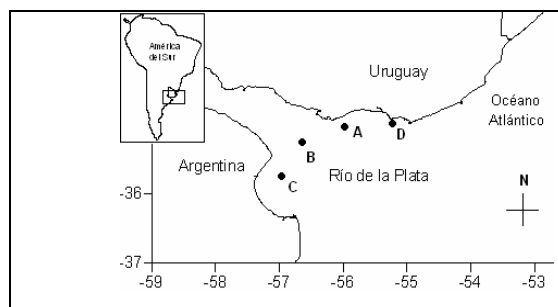 América
del Sur
Uruguay
Océano
Atlántico
A
D
B
Argentina
Río de la Plata
C
N
-36
-37
-59
-58
-57
-56
-55
-54
-53